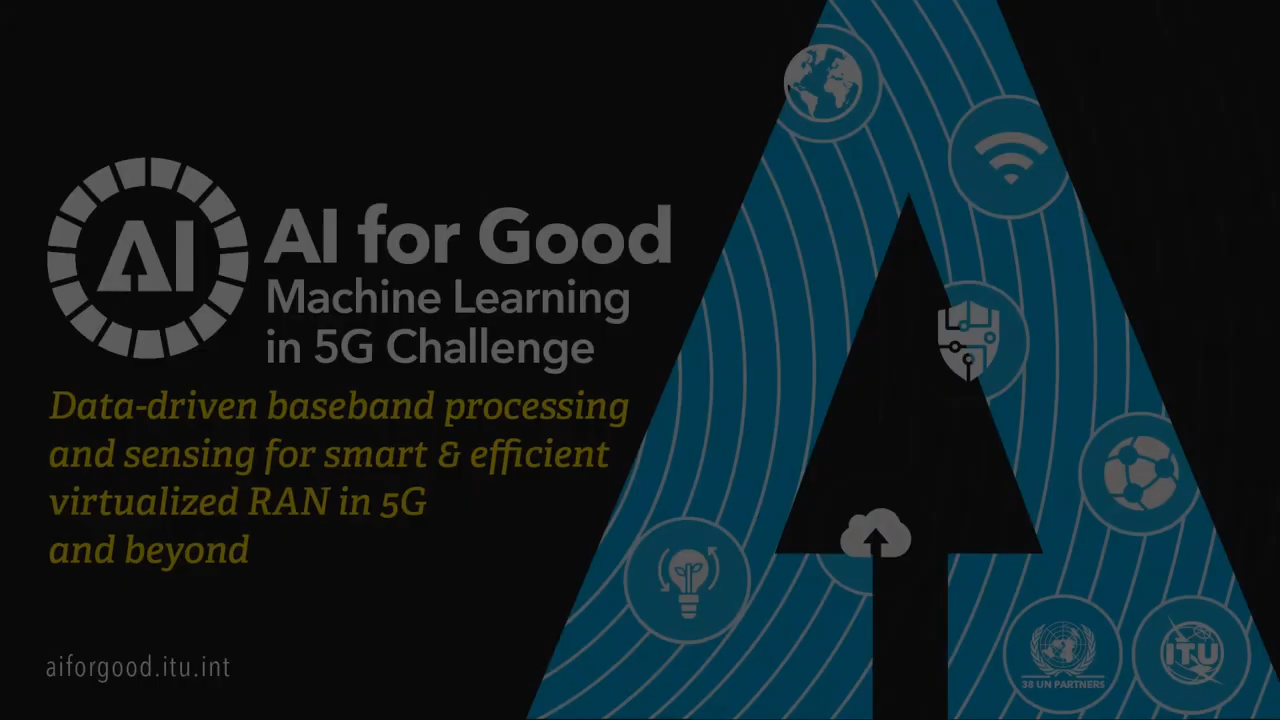 AI
AI for Good
Machine Learning
in 5G Challenge
Data-driven baseband processing
and sensing for smart & efficient
virtualized RAN in 5G
and beyond
aiforgood.itu.int
38 UN PARTNERS
ITU